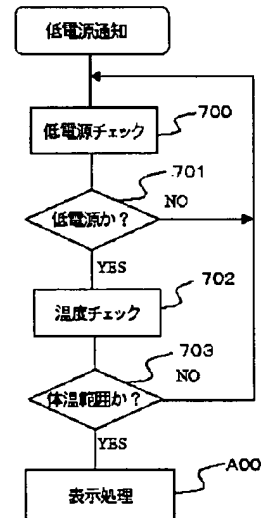 低電源通知
低電源チェック
700
低電源か?
701
NO
YES
温度チェック
702
体温範囲か?
703
NO
YES
表示処理
A00